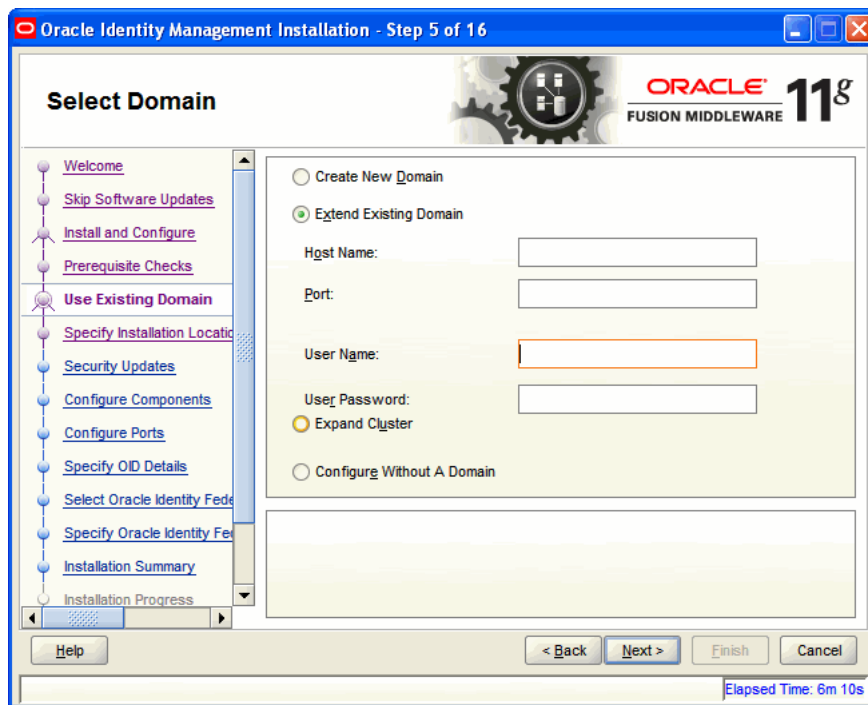 Oracle Identity Management Installation - Step 5 of 16
Select Domain
ORACLE
FUSION MIDDLEWARE
11g
Welcome
Skip Software Updates
Install and Configure
Prerequisite Checks
Use Existing Domain
Specify Installation Locatio
Security Updates
Configure Components
Configure Ports
Specify OID Details
Select Oracle Identity Fede
Specify Oracle Identity Fe
Installation Summary
Installation Progress
Create New Domain
Extend Existing Domain
Host Name:
Port:
User Name:
User Password:
Expand Cluster
Configure Without A Domain
Help
< Back
Next >
Finish
Cancel
Elapsed Time: 6m 10s